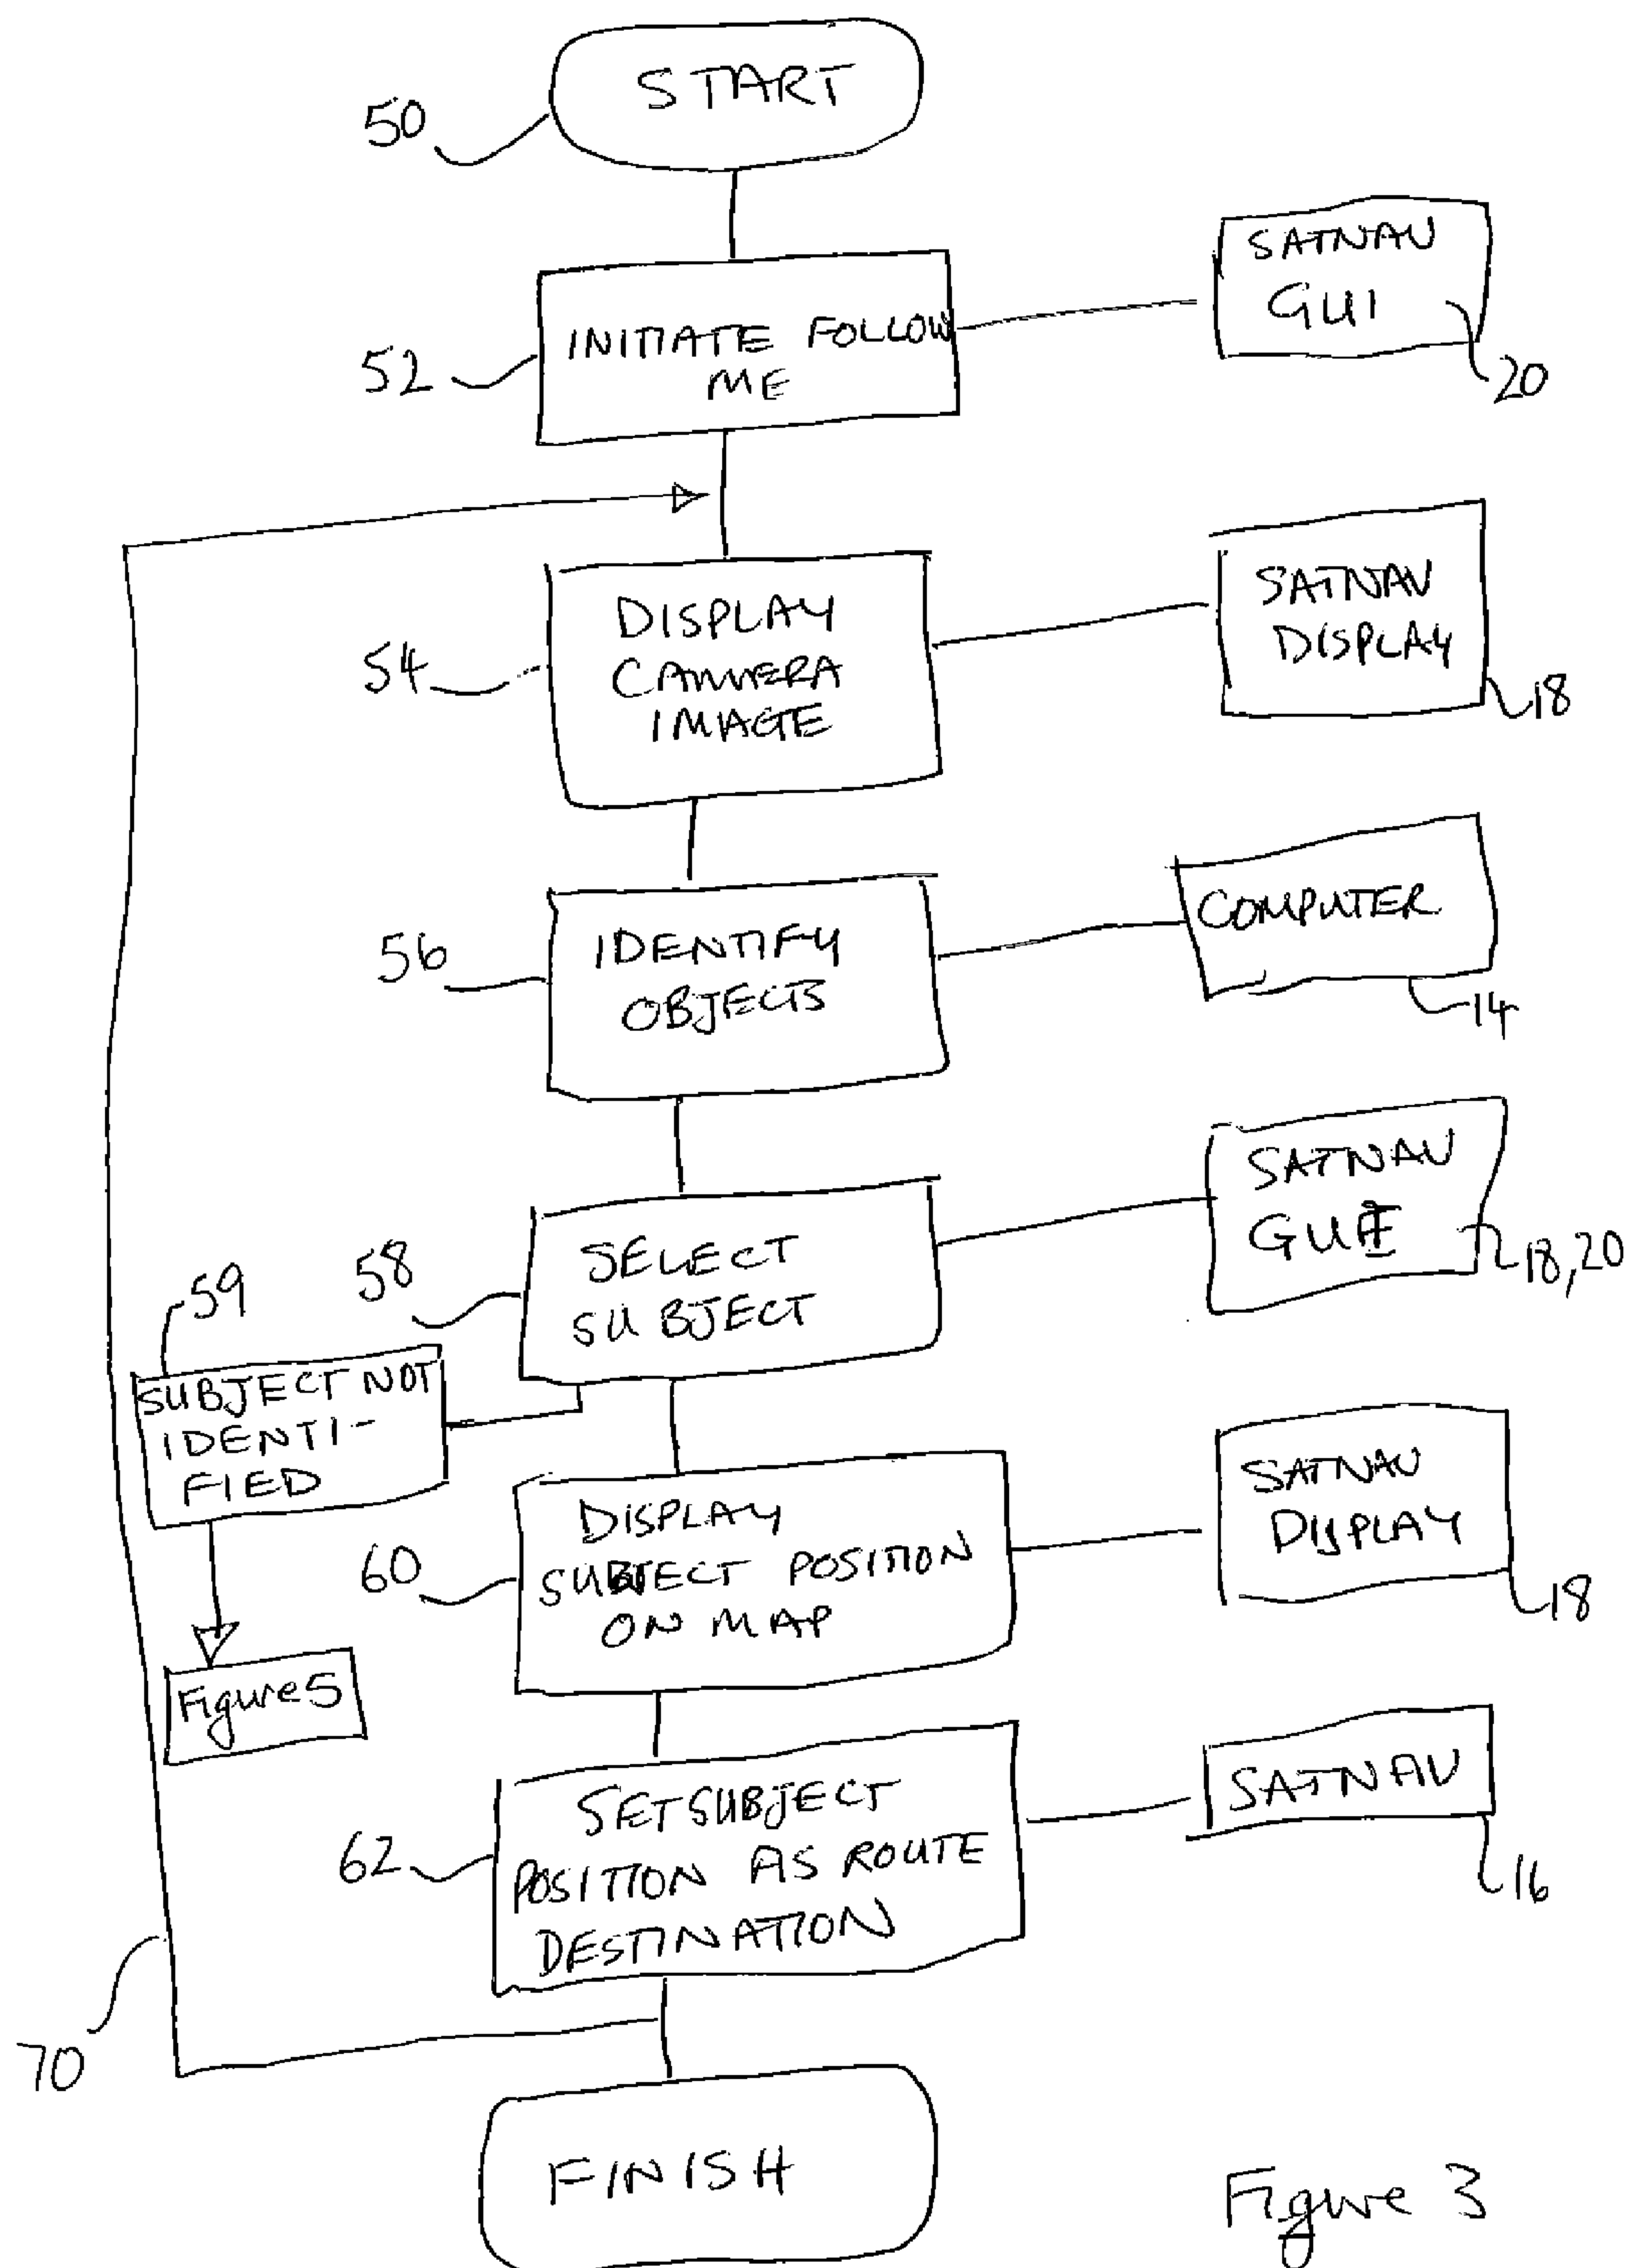 START
50
SATNAV
GUI
20
INITIATE FOLLOW
ME
52
DISPLAY
CAMERA
IMAGE
54
SATNAV
DISPLAY
18
IDENTIFY
OBJECTS
56
COMPUTER
14
SELECT
SUBJECT
58
SATNAV
GUI
18,20
59
SUBJECT NOT
IDENTI-
FIED
Figure 5
DISPLAY
SUBJECT POSITION
ON MAP
60
SATNAV
DISPLAY
18
SET SUBJECT
POSITION AS ROUTE
DESTINATION
62
SATNAV
16
70
FINISH
Figure 3